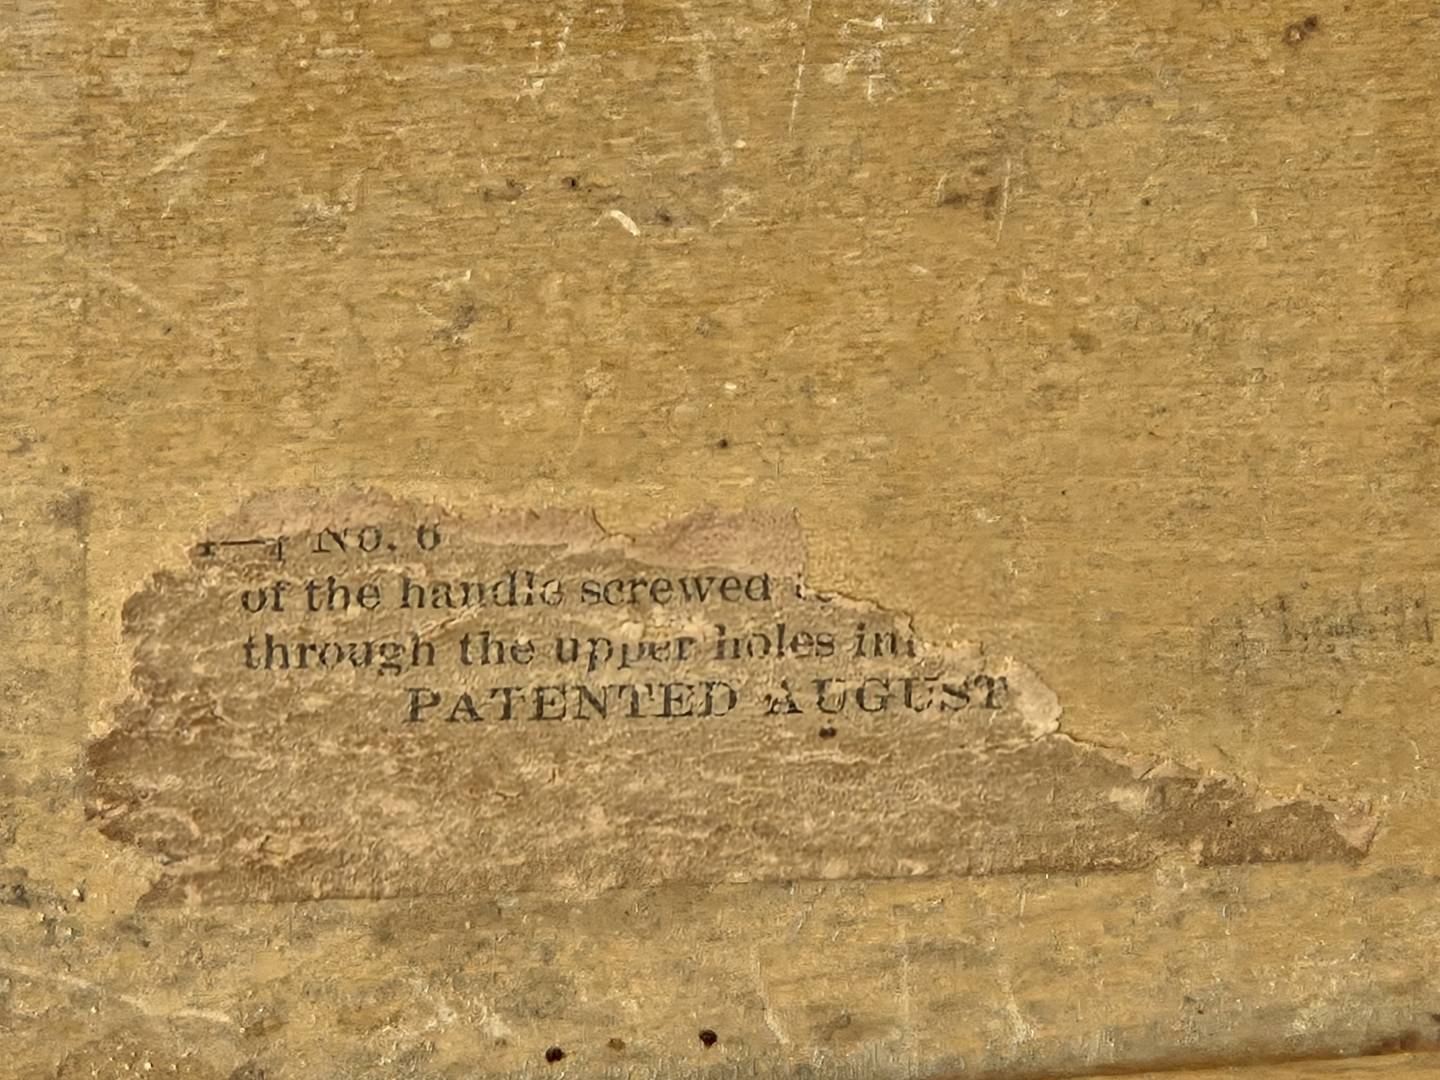 No. 6
of the handle screwed
through the upper holes
PATENTED AUGUST